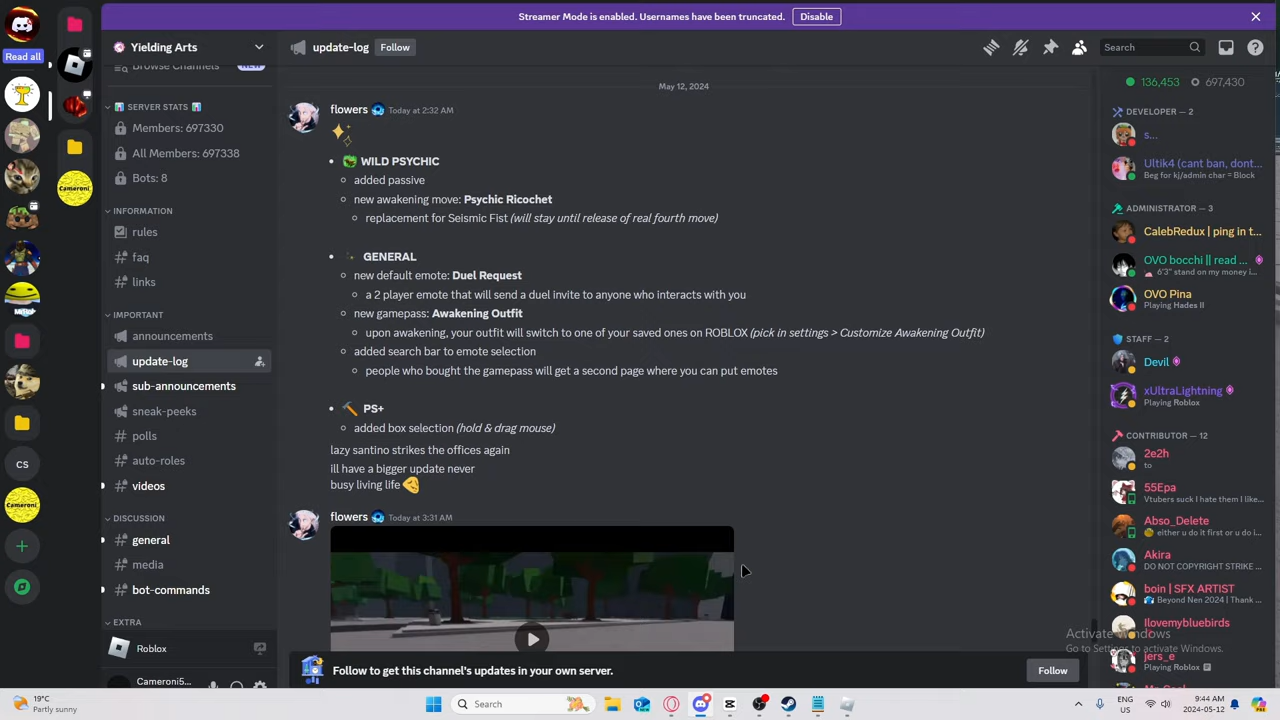 Streamer Mode is enabled. Usernames have been truncated.
Disable
Read all
Yielding Arts
update-log
Follow
Search
Browse Channels
NEW
SERVER STATS
Members: 697330
All Members: 697338
Bots: 8
INFORMATION
rules
faq
links
IMPORTANT
announcements
update-log
sub-announcements
sneak-peeks
polls
auto-roles
videos
DISCUSSION
general
media
bot-commands
EXTRA
Roblox
Cameroni5...
Cameroni
CS
Cameroni
May 12, 2024
flowers Today at 2:32 AM
WILD PSYCHIC
added passive
new awakening move: Psychic Ricochet
replacement for Seismic Fist (will stay until release of real fourth move)
GENERAL
new default emote: Duel Request
a 2 player emote that will send a duel invite to anyone who interacts with you
new gamepass: Awakening Outfit
upon awakening, your outfit will switch to one of your saved ones on ROBLOX (pick in settings > Customize Awakening Outfit)
added search bar to emote selection
people who bought the gamepass will get a second page where you can put emotes
PS+
added box selection (hold & drag mouse)
lazy santino strikes the offices again
ill have a bigger update never
busy living life
flowers Today at 3:31 AM
Follow to get this channel's updates in your own server.
Follow
136,453 697,430
DEVELOPER — 2
s...
Ultik4 (cant ban, dont...
Beg for kj/admin char = Block
ADMINISTRATOR — 3
CalebRedux | ping in t...
OVO bocchi || read ...
6'3" stand on my money i...
OVO Pina
Playing Hades II
STAFF — 2
Devil
xUltraLightning
Playing Roblox
CONTRIBUTOR — 12
2e2h
to
55Epa
Vtubers suck I hate them I like...
Abso_Delete
either u do it first or u do i...
Akira
DO NOT COPYRIGHT STRIKE ...
boin | SFX ARTIST
Beyond Nen 2024 | Thank ...
Ilovemybluebirds
jers_e
Playing Roblox
Activate Windows
Go to Settings to activate Windows.
19°C
Partly sunny
Search
ENG
US
9:44 AM
2024-05-12